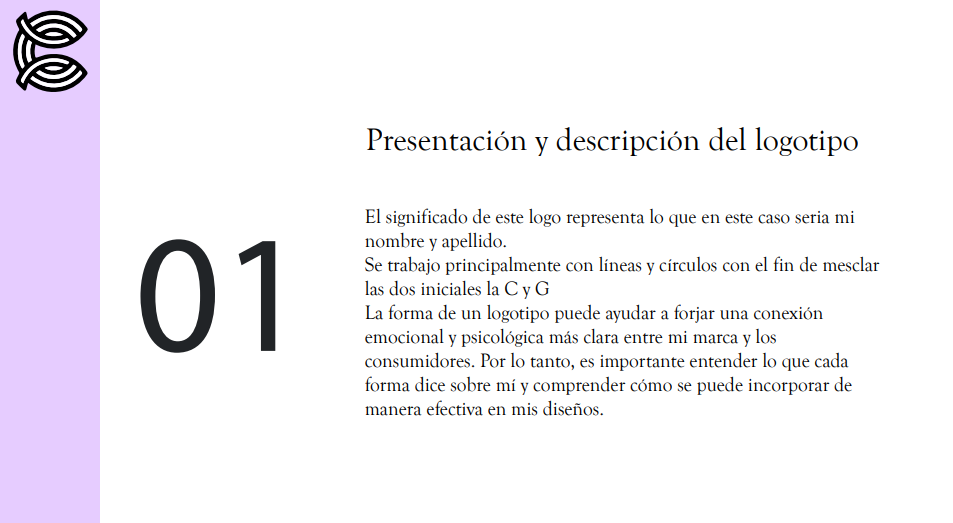 Presentación y descripción del logotipo
01
El significado de este logo representa lo que en este caso seria mi
nombre y apellido.
Se trabajo principalmente con líneas y círculos con el fin de mesclar
las dos iniciales la C y G
La forma de un logotipo puede ayudar a forjar una conexión
emocional y psicológica más clara entre mi marca y los
consumidores. Por lo tanto, es importante entender lo que cada
forma dice sobre mí y comprender cómo se puede incorporar de
manera efectiva en mis diseños.